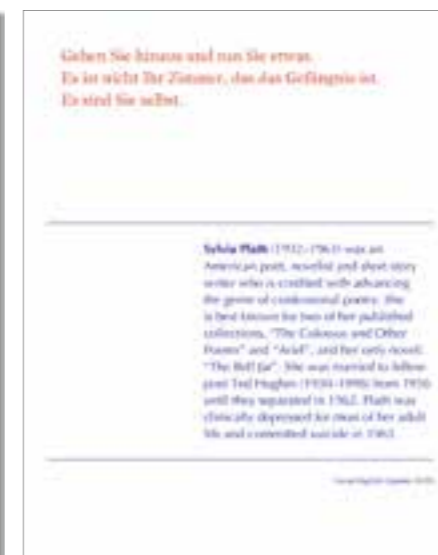 Gehen Sie hinaus und tun Sie etwas.
Es ist nicht Ihr Zimmer, das das Gefängnis ist.
Es sind Sie selbst.
Sylvia Plath (1932–1963) was an
American poet, novelist and short story
writer who is credited with advancing
the genre of confessional poetry. She
is best known for two of her published
collections, "The Colossus and Other
Poems" and "Ariel", and her only novel,
"The Bell Jar". She was married to fellow
poet Ted Hughes (1930–1998) from 1956
until they separated in 1962. Plath was
clinically depressed for most of her adult
life and committed suicide in 1963.